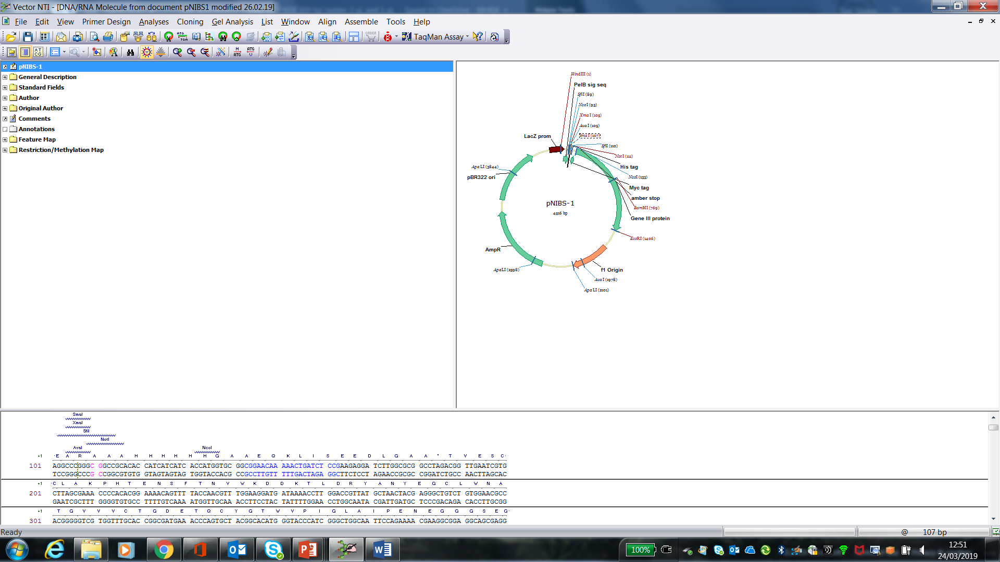 Vector NTI - [DNA/RNA Molecule from document pNIBS1 modified 26.02.19]
File Edit View Primer Design Analyses Cloning Gel Analysis List Window Align Assemble Tools Help
TaqMan Assay
pNIBS-1
General Description
Standard Fields
Author
Original Author
Comments
Annotations
Feature Map
Restriction/Methylation Map
HindIII (1)
PelB sig seq
SfiI (89)
NcoI (93)
XmaI (105)
AvaI (105)
SmaI (107)
LacZ prom
SfiI (110)
NotI (111)
His tag
ApaLI (3844)
pBR322 ori
NcoI (133)
Myc tag
amber stop
pNIBS-1
4516 bp
BamHI (769)
Gene III protein
EcoRI (1406)
AmpR
ApaLI (2598)
f1 Origin
AvaI (1978)
ApaLI (2101)
SmaI
XmaI
SfiI
NotI
AvaI NcoI
+1 E A R A A A H H H H H H G A A E Q K L I S E E D L G A A * T V E S C
101 AGGCCCGGGC GGCCGCACAC CATCATCATC ACCATGGTGC GGCGGAACAA AAACTGATCT CCGAAGAGGA TCTTGGCGCG GCCTAGACGG TTGAATCGTG
TCCGGGCCCG CCGGCGTGTG GTAGTAGTAG TGGTACCACG CCGCCTTGTT TTTGACTAGA GGCTTCTCCT AGAACCGCGC CGGATCTGCC AACTTAGCAC
+1 C L A K P H T E N S F T N V W K D D K T L D R Y A N Y E G C L W N A
201 CTTAGCGAAA CCCCACACGG AAAACAGTTT TACCAACGTT TGGAAGGATG ATAAAACCTT GGACCGTTAT GCTAACTACG AGGGCTGTCT GTGGAACGCC
GAATCGCTTT GGGGTGTGCC TTTTGTCAAA ATGGTTGCAA ACCTTCCTAC TATTTTGGAA CCTGGCAATA CGATTGATGC TCCCGACAGA CACCTTGCGG
+1 T G V V V C T G D E T Q C Y G T W V P I G L A I P E N E G G G S E G
301 ACGGGGGTCG TGGTTTGCAC CGGCGATGAA ACCCAGTGCT ACGGCACATG GGTACCCATC GGGCTGGCAA TTCCAGAAAA CGAAGGCGGA GGCAGCGAGG
Ready @ 107 bp
100%
12:51
24/03/2019